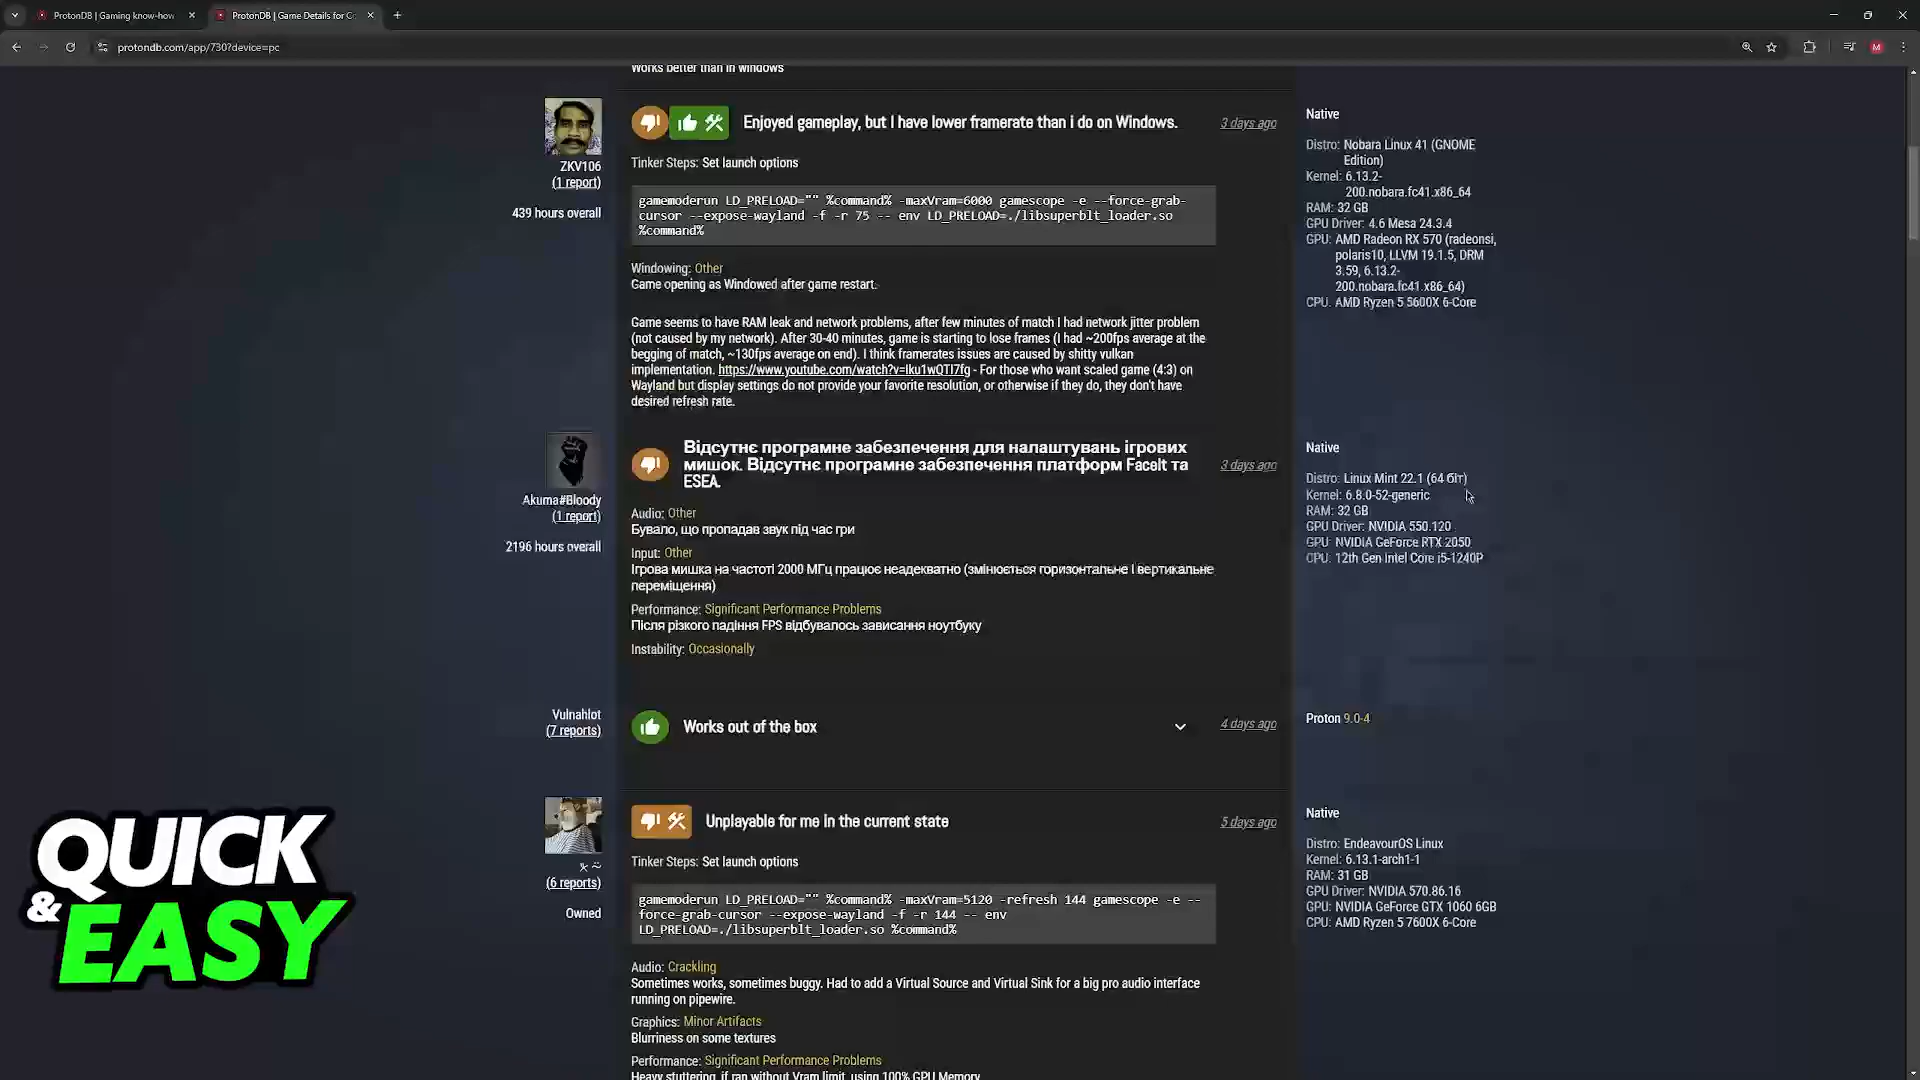 ProtonDB | Gaming know-how
ProtonDB | Game Details for Co
protondb.com/app/730?device=pc
M
Works better than in windows
Enjoyed gameplay, but I have lower framerate than i do on Windows.
3 days ago
ZKV106
(1 report)
439 hours overall
Tinker Steps: Set launch options
gamemoderun LD_PRELOAD="" %command% -maxVram=6000 gamescope -e --force-grab-
cursor --expose-wayland -f -r 75 -- env LD_PRELOAD=./libsuperblt_loader.so
%command%
Windowing: Other
Game opening as Windowed after game restart.
Game seems to have RAM leak and network problems, after few minutes of match I had network jitter problem
(not caused by my network). After 30-40 minutes, game is starting to lose frames (I had ~200fps average at the
begging of match, ~130fps average on end). I think framerates issues are caused by shitty vulkan
implementation. https://www.youtube.com/watch?v=Iku1wQTI7fg - For those who want scaled game (4:3) on
Wayland but display settings do not provide your favorite resolution, or otherwise if they do, they don't have
desired refresh rate.
Native
Distro: Nobara Linux 41 (GNOME
Edition)
Kernel: 6.13.2-
200.nobara.fc41.x86_64
RAM: 32 GB
GPU Driver: 4.6 Mesa 24.3.4
GPU: AMD Radeon RX 570 (radeonsi,
polaris10, LLVM 19.1.5, DRM
3.59, 6.13.2-
200.nobara.fc41.x86_64)
CPU: AMD Ryzen 5 5600X 6-Core
Akuma#Bloody
(1 report)
2196 hours overall
Відсутнє програмне забезпечення для налаштувань ігрових
мишок. Відсутнє програмне забезпечення платформ Faceit та
ESEA.
3 days ago
Audio: Other
Бувало, що пропадав звук під час гри
Input: Other
Ігрова мишка на частоті 2000 МГц працює неадекватно (змінюється горизонтальне і вертикальне
переміщення)
Performance: Significant Performance Problems
Після різкого падіння FPS відбувалось зависання ноутбуку
Instability: Occasionally
Native
Distro: Linux Mint 22.1 (64 біт)
Kernel: 6.8.0-52-generic
RAM: 32 GB
GPU Driver: NVIDIA 550.120
GPU: NVIDIA GeForce RTX 2050
CPU: 12th Gen Intel Core i5-1240P
Vulnahlot
(7 reports)
Works out of the box
4 days ago
Proton 9.0-4
(6 reports)
Owned
Unplayable for me in the current state
5 days ago
Tinker Steps: Set launch options
gamemoderun LD_PRELOAD="" %command% -maxVram=5120 -refresh 144 gamescope -e --
force-grab-cursor --expose-wayland -f -r 144 -- env
LD_PRELOAD=./libsuperblt_loader.so %command%
Audio: Crackling
Sometimes works, sometimes buggy. Had to add a Virtual Source and Virtual Sink for a big pro audio interface
running on pipewire.
Graphics: Minor Artifacts
Blurriness on some textures
Performance: Significant Performance Problems
Heavy stuttering, if ran without Vram limit, using 100% GPU Memory
Native
Distro: EndeavourOS Linux
Kernel: 6.13.1-arch1-1
RAM: 31 GB
GPU Driver: NVIDIA 570.86.16
GPU: NVIDIA GeForce GTX 1060 6GB
CPU: AMD Ryzen 5 7600X 6-Core
QUICK
&EASY